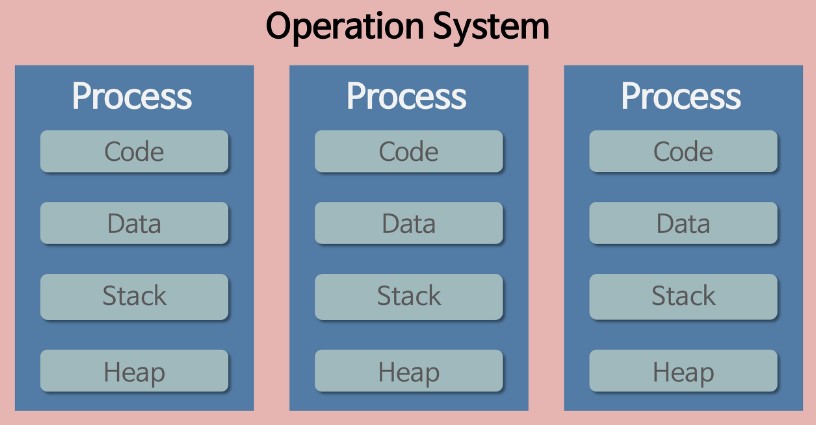 Operation System
Process
Code
Data
Stack
Heap
Process
Code
Data
Stack
Heap
Process
Code
Data
Stack
Heap